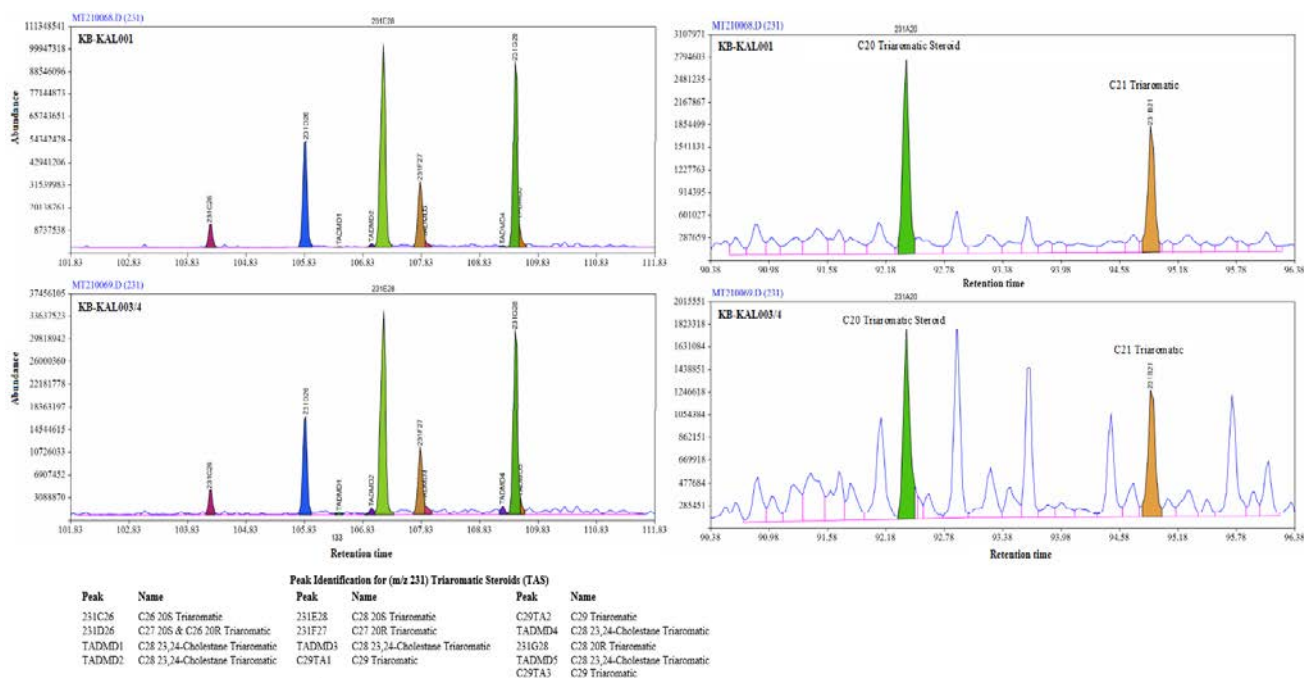 MT210068.D (231)
231E28
KB-KAL001
111348541
99947318
88546096
77144873
65743651
54342428
42941206
31539983
20138761
8737538
Abundance
231C26
231D26
TADMD1
TADMD2
231F27
TADMD3
TADMD4
231G28
TADMD5
101.83 102.83 103.83 104.83 105.83 106.83 107.83 108.83 109.83 110.83 111.83
MT210069.D (231)
231E28
KB-KAL003/4
37456105
33637523
29818942
26000360
22181778
18363197
14544615
10726033
6907452
3088870
Abundance
231C26
231D26
TADMD1
TADMD2
231F27
TADMD3
TADMD4
231G28
TADMD5
101.83 102.83 103.83 104.83 105.83 106.83 107.83 108.83 109.83 110.83 111.83
133
Retention time
MT210068.D (231)
231A20
KB-KAL001
C20 Triaromatic Steroid
C21 Triaromatic
231B21
3107971
2794603
2481235
2167867
1854499
1541131
1227763
914395
601027
287659
90.38 90.98 91.58 92.18 92.78 93.38 93.98 94.58 95.18 95.78 96.38
Retention time
MT210069.D (231)
231A20
KB-KAL003/4
C20 Triaromatic Steroid
C21 Triaromatic
231B21
2015551
1823318
1631084
1438851
1246618
1054384
862151
669918
477684
285451
90.38 90.98 91.58 92.18 92.78 93.38 93.98 94.58 95.18 95.78 96.38
Retention time
Peak Identification for (m/z 231) Triaromatic Steroids (TAS)
Peak Name Peak Name Peak Name
231C26 C26 20S Triaromatic 231E28 C28 20S Triaromatic C29TA2 C29 Triaromatic
231D26 C27 20S & C26 20R Triaromatic 231F27 C27 20R Triaromatic TADMD4 C28 23,24-Cholestane Triaromatic
TADMD1 C28 23,24-Cholestane Triaromatic TADMD3 C28 23,24-Cholestane Triaromatic 231G28 C28 20R Triaromatic
TADMD2 C28 23,24-Cholestane Triaromatic C29TA1 C29 Triaromatic TADMD5 C28 23,24-Cholestane Triaromatic
C29TA3 C29 Triaromatic